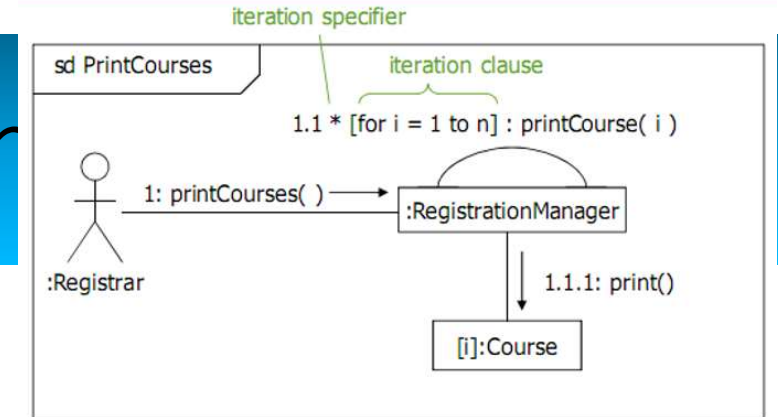 iteration specifier
sd PrintCourses
iteration clause
1.1 * [for i = 1 to n] : printCourse( i )
1: printCourses( )
:RegistrationManager
:Registrar
1.1.1: print()
[i]:Course